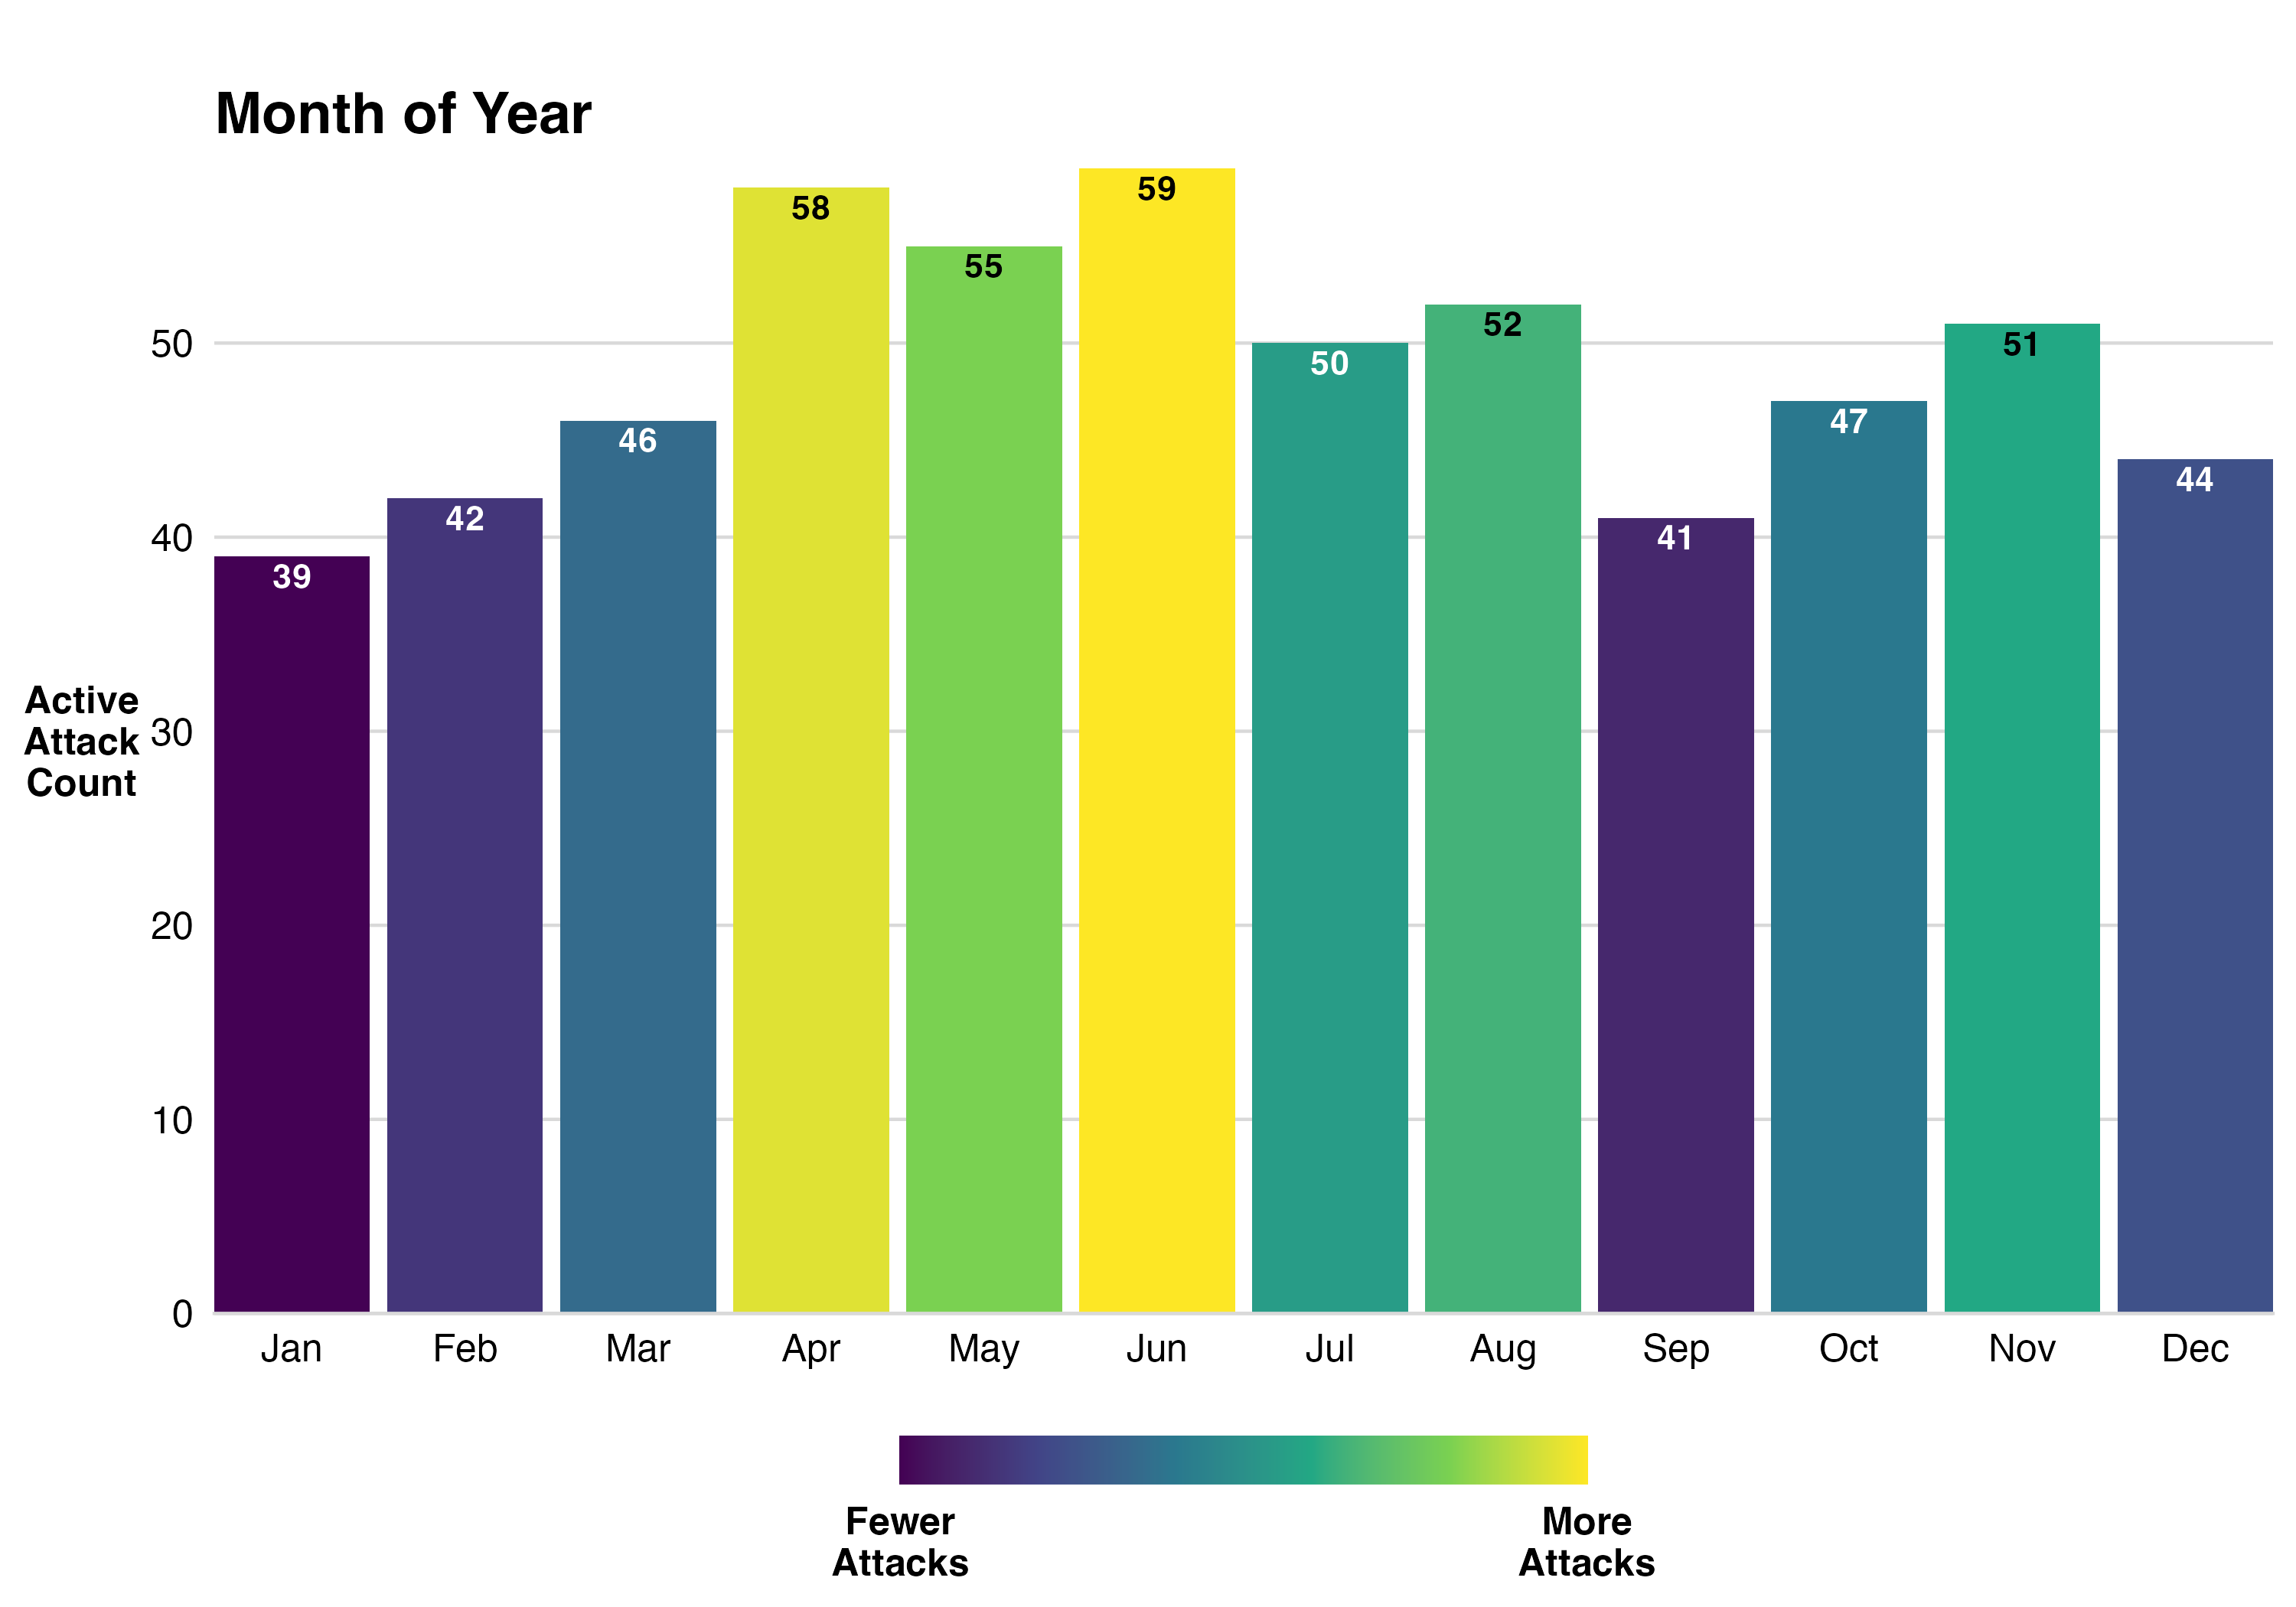 Month of Year
59
58
55
52
50
51
50
47
46
44
42
41
40
39
Active
Attack
Count
30
20
10
0
Jan Feb Mar Apr May Jun Jul Aug Sep Oct Nov Dec
Fewer
Attacks
More
Attacks